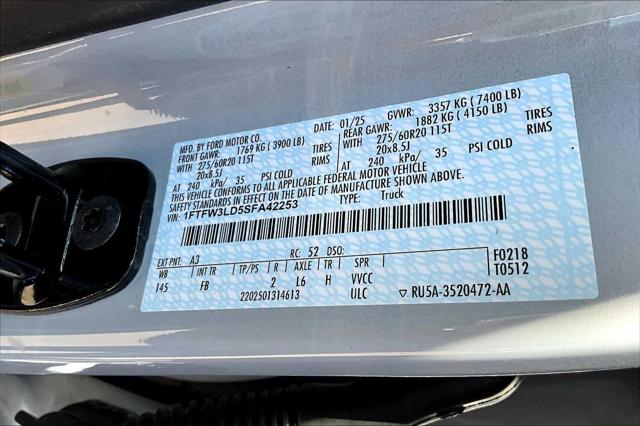 MFD. BY FORD MOTOR CO.
DATE: 01/25 GVWR: 3357 KG ( 7400 LB)
FRONT GAWR: 1769 KG ( 3900 LB) REAR GAWR: 1882 KG ( 4150 LB)
WITH 275/60R20 115T TIRES WITH 275/60R20 115T TIRES
20x8.5J RIMS 20x8.5J RIMS
AT 240 kPa/ 35 PSI COLD AT 240 kPa/ 35 PSI COLD
THIS VEHICLE CONFORMS TO ALL APPLICABLE FEDERAL MOTOR VEHICLE
SAFETY STANDARDS IN EFFECT ON THE DATE OF MANUFACTURE SHOWN ABOVE.
VIN: 1FTFW3LD5SFA42253 TYPE: Truck
EXT PNT: A3 RC: 52 DSO: F0218
WB INT TR TP/PS R AXLE TR SPR T0512
145 FB 2 L6 H VVCC
2202501314613 ULC ▽ RU5A-3520472-AA